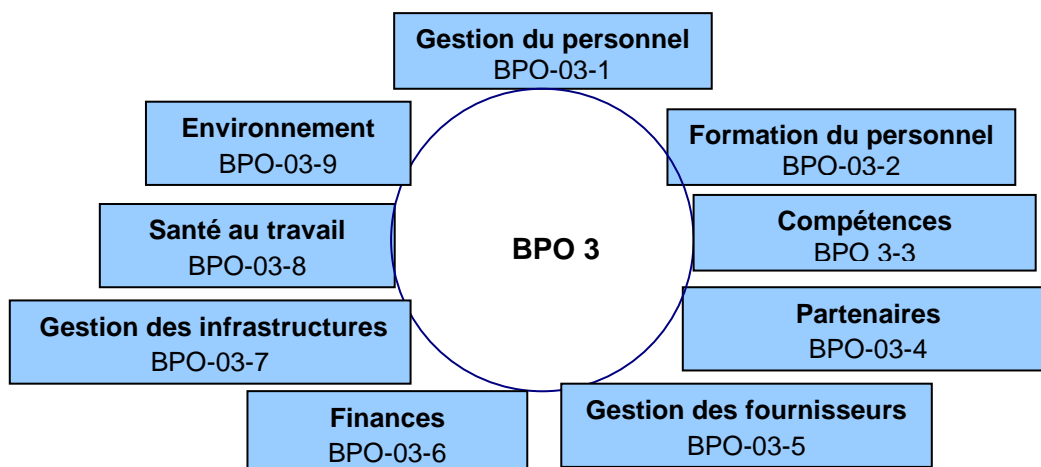 Gestion du personnel
BPO-03-1
Formation du personnel
BPO-03-2
Compétences
BPO 3-3
Partenaires
BPO-03-4
Gestion des fournisseurs
BPO-03-5
Finances
BPO-03-6
Gestion des infrastructures
BPO-03-7
Santé au travail
BPO-03-8
Environnement
BPO-03-9
BPO 3